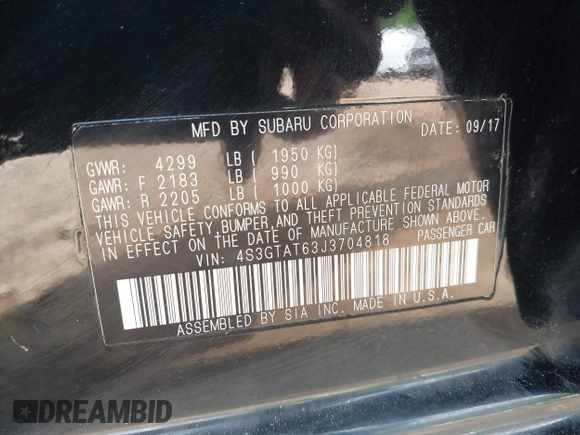 MFD BY SUBARU CORPORATION DATE: 09/17
GVWR: 4299 LB ( 1950 KG)
GAWR: F 2183 LB ( 990 KG)
GAWR: R 2205 LB ( 1000 KG)
THIS VEHICLE CONFORMS TO ALL APPLICABLE FEDERAL MOTOR
VEHICLE SAFETY,BUMPER,AND THEFT PREVENTION STANDARDS
IN EFFECT ON THE DATE OF MANUFACTURE SHOWN ABOVE.
VIN: 4S3GTAT63J3704818 PASSENGER CAR
ASSEMBLED BY SIA INC. MADE IN U.S.A.
DREAMBID